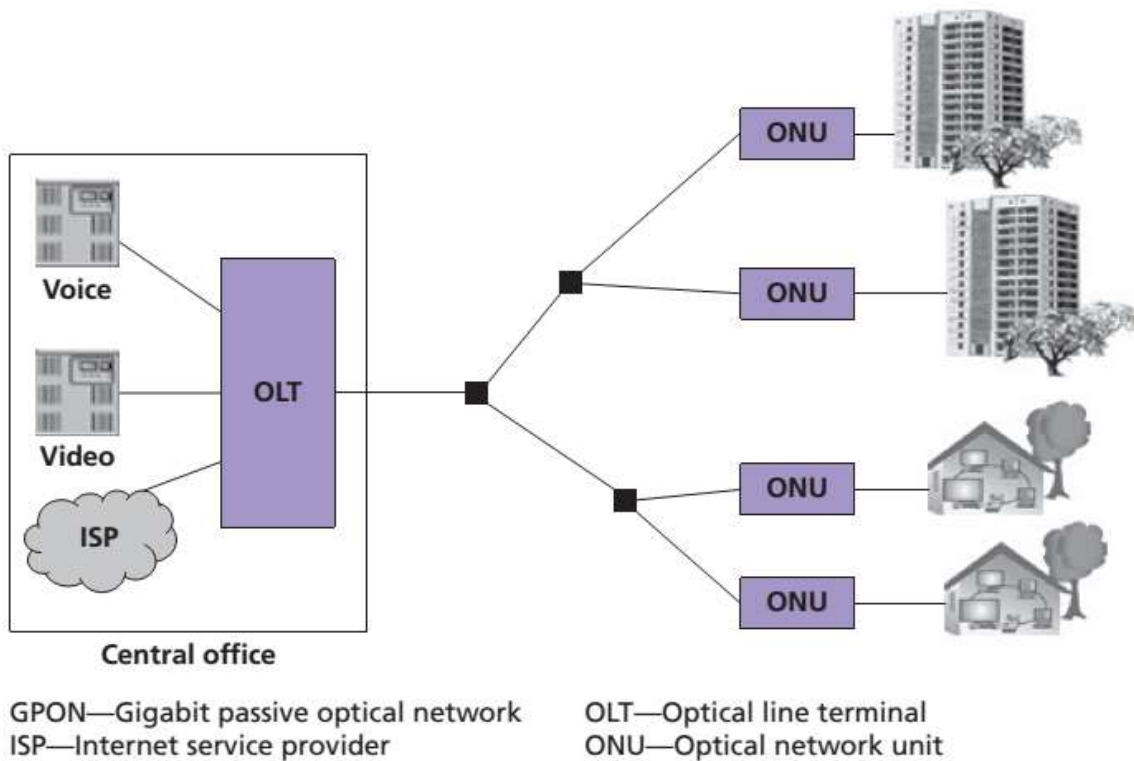 ONU
Voice
ONU
Video
OLT
ISP
ONU
ONU
Central office
GPON—Gigabit passive optical network
OLT—Optical line terminal
ISP—Internet service provider
ONU—Optical network unit